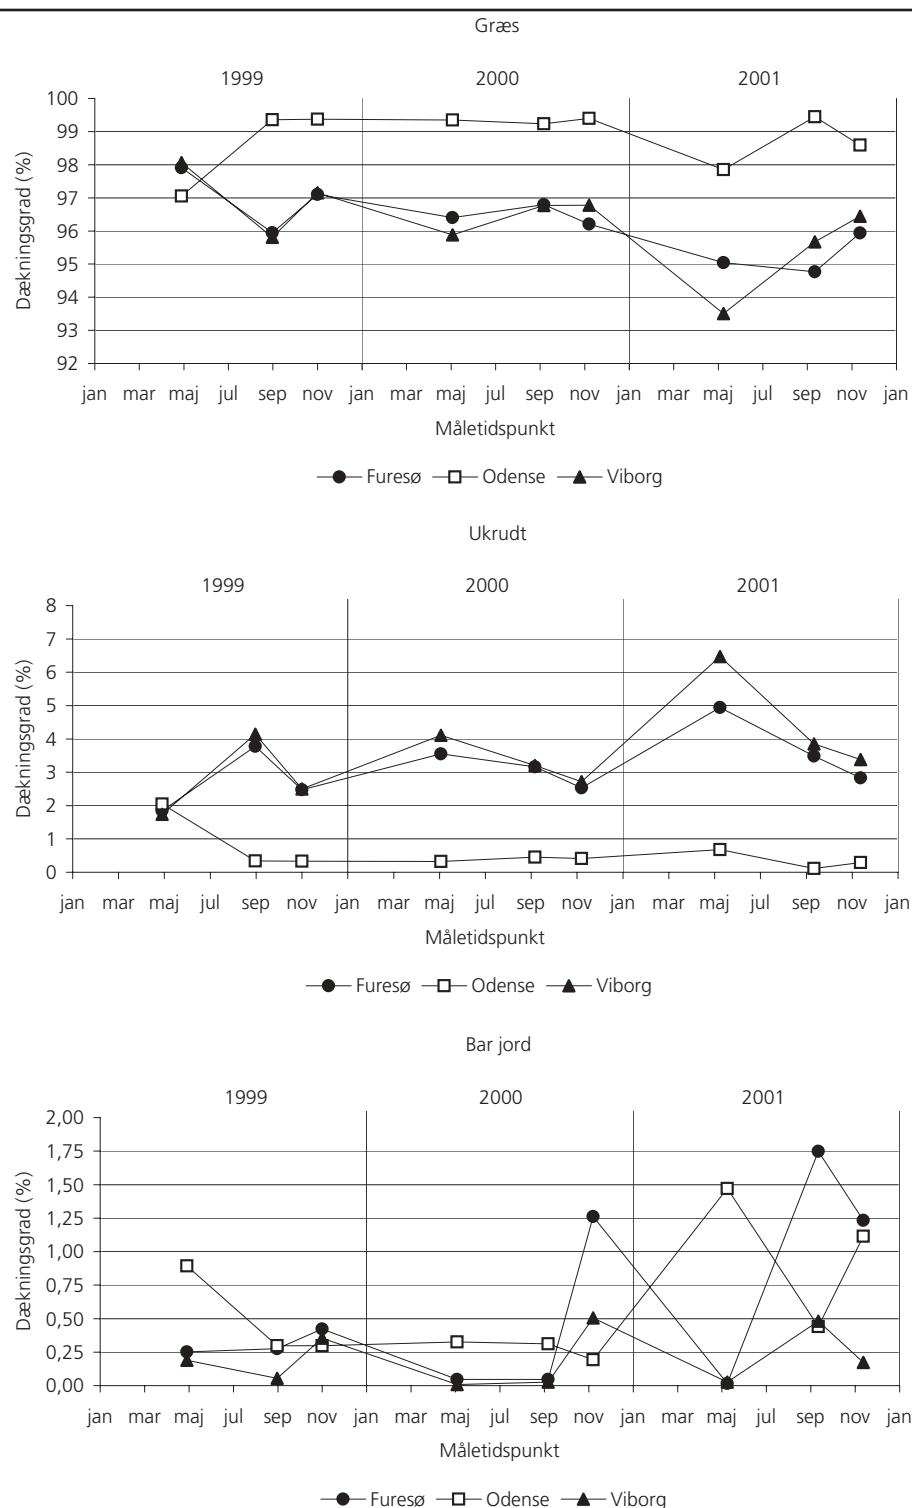 Græs
1999 2000 2001
100
99
98
97
96
95
94
93
92
Dækningsgrad (%)
jan mar maj jul sep nov jan mar maj jul sep nov jan mar maj jul sep nov jan
Måletidspunkt
Furesø Odense Viborg
Ukrudt
1999 2000 2001
8
7
6
5
4
3
2
1
0
Dækningsgrad (%)
jan mar maj jul sep nov jan mar maj jul sep nov jan mar maj jul sep nov jan
Måletidspunkt
Furesø Odense Viborg
Bar jord
1999 2000 2001
2,00
1,75
1,50
1,25
1,00
0,75
0,50
0,25
0,00
Dækningsgrad (%)
jan mar maj jul sep nov jan mar maj jul sep nov jan mar maj jul sep nov jan
Måletidspunkt
Furesø Odense Viborg